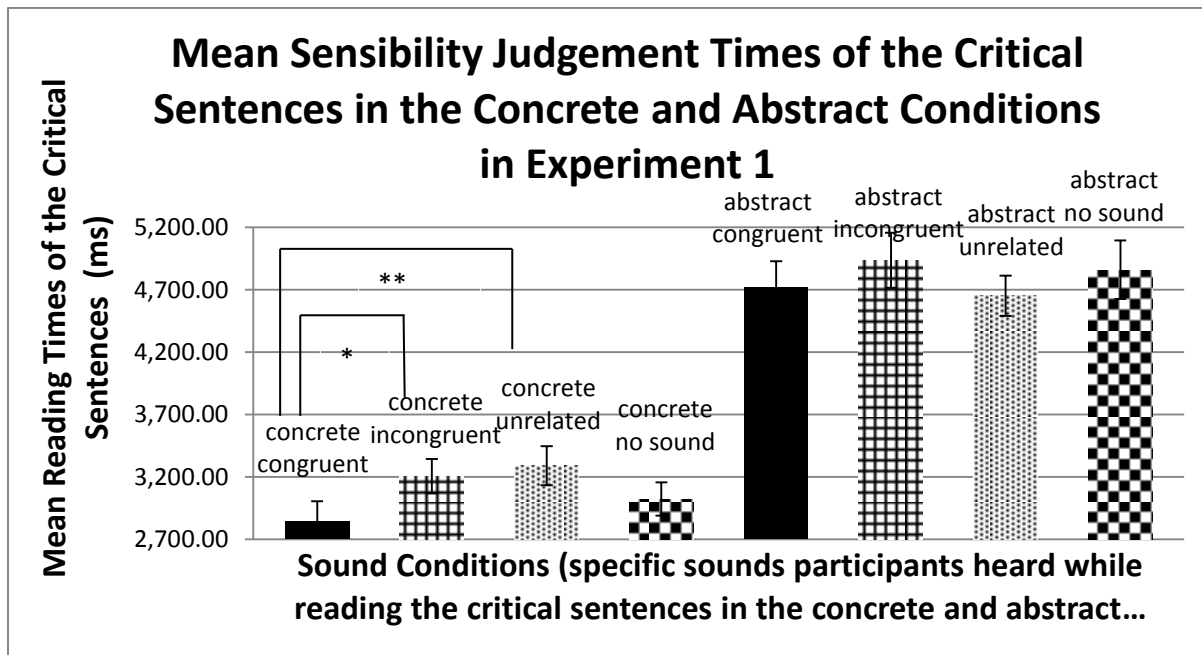 Mean Sensibility Judgement Times of the Critical
Sentences in the Concrete and Abstract Conditions
in Experiment 1
Mean Reading Times of the Critical
Sentences (ms)
5,200.00
4,700.00
4,200.00
3,700.00
3,200.00
2,700.00
**
*
concrete
congruent
concrete
incongruent
concrete
unrelated
concrete
no sound
abstract
congruent
abstract
incongruent
abstract
unrelated
abstract
no sound
Sound Conditions (specific sounds participants heard while
reading the critical sentences in the concrete and abstract…